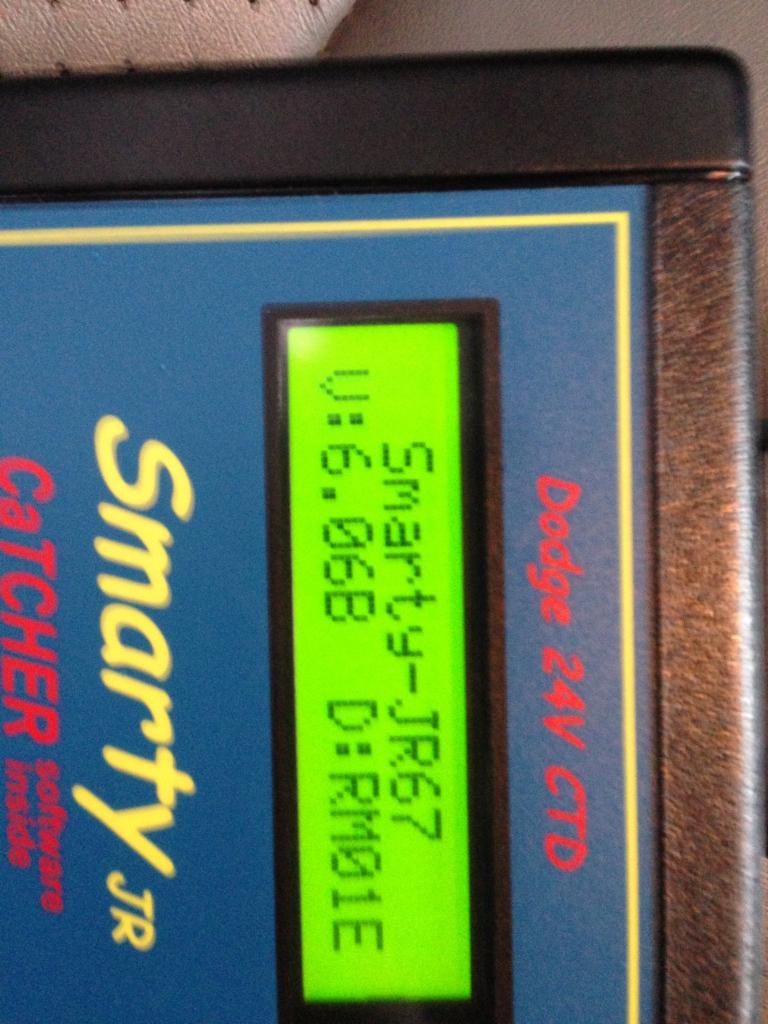 Dodge 24V CTD
Smarty-JR67
V:6.06B D:RM01E
Smarty JR
CaTCHER software inside